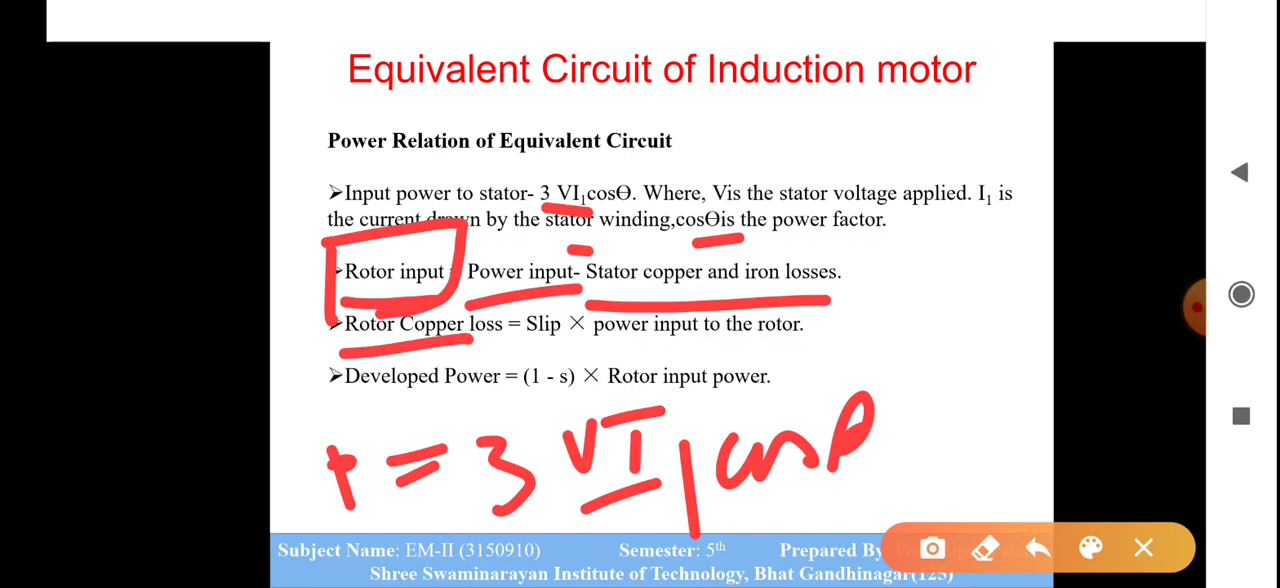 Equivalent Circuit of Induction motor
Power Relation of Equivalent Circuit
➢Input power to stator- 3 VI₁cosϴ. Where, Vis the stator voltage applied. I₁ is
the current drawn by the stator winding,cosϴis the power factor.
➢Rotor input = Power input- Stator copper and iron losses.
➢Rotor Copper loss = Slip × power input to the rotor.
➢Developed Power = (1 - s) × Rotor input power.
= 3 VI₁ cos
Subject Name: EM-II (3150910) Semester: 5th Prepared By
Shree Swaminarayan Institute of Technology, Bhat Gandhinagar(125)